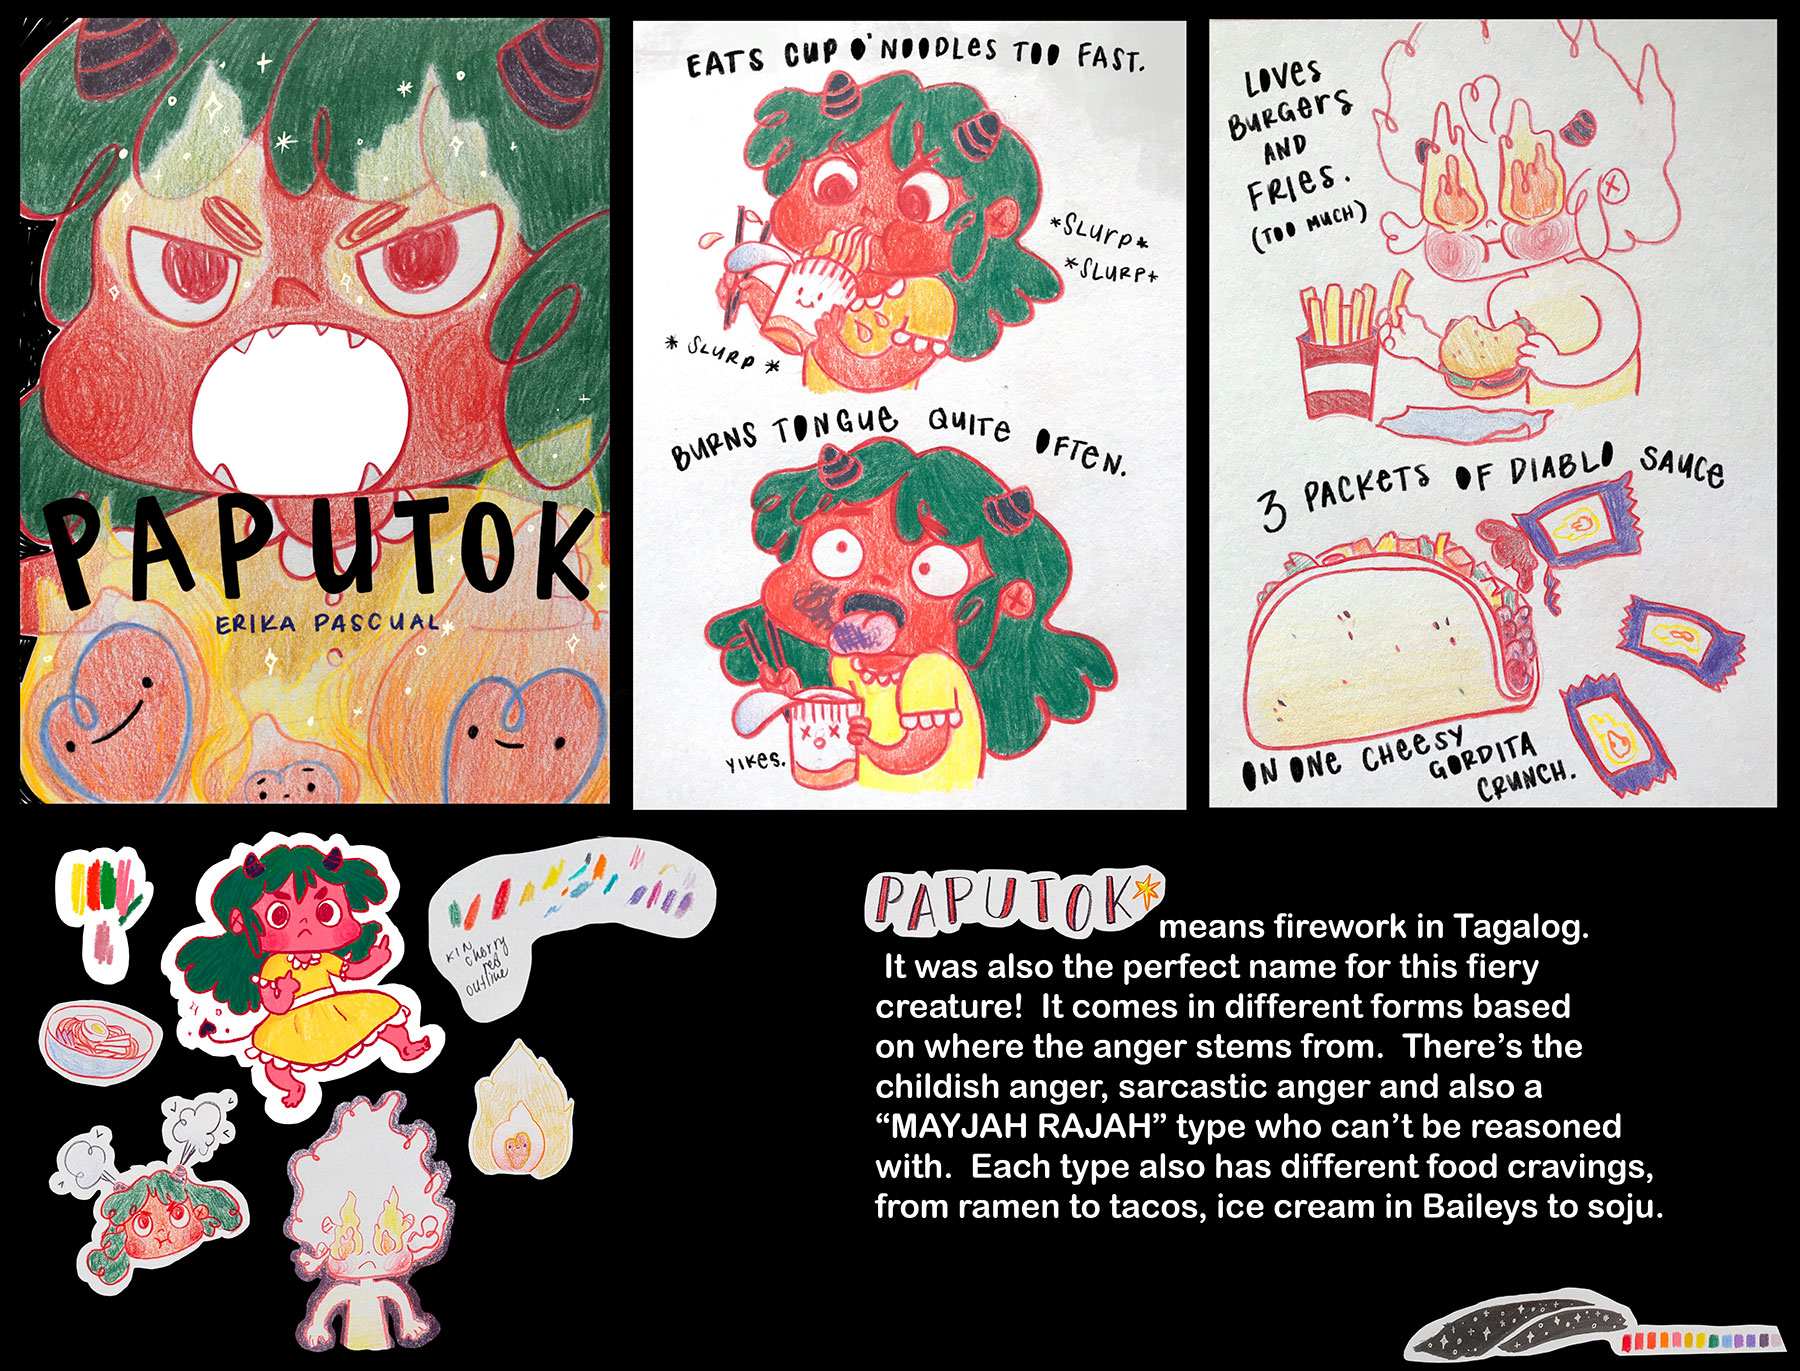 PAPUTOK
ERIKA PASCUAL
EATS CUP O' NOODLES TOO FAST.
*SLURP*
*SLURP*
*SLURP*
BURNS TONGUE QUITE OFTEN.
YIKES.
LOVES
BURGERS
AND
FRIES.
(TOO MUCH)
3 PACKETS OF DIABLO SAUCE
ON ONE CHEESY
GORDITA
CRUNCH.
cherry
red
outline
PAPUTOK
means firework in Tagalog.
It was also the perfect name for this fiery
creature! It comes in different forms based
on where the anger stems from. There's the
childish anger, sarcastic anger and also a
“MAYJAH RAJAH” type who can't be reasoned
with. Each type also has different food cravings,
from ramen to tacos, ice cream in Baileys to soju.